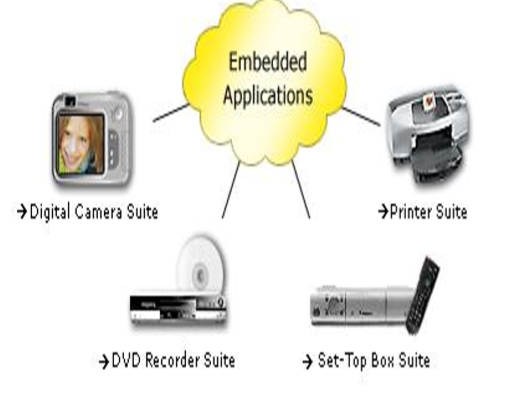 Embedded
Applications
→Digital Camera Suite
→Printer Suite
→DVD Recorder Suite
→ Set-Top Box Suite